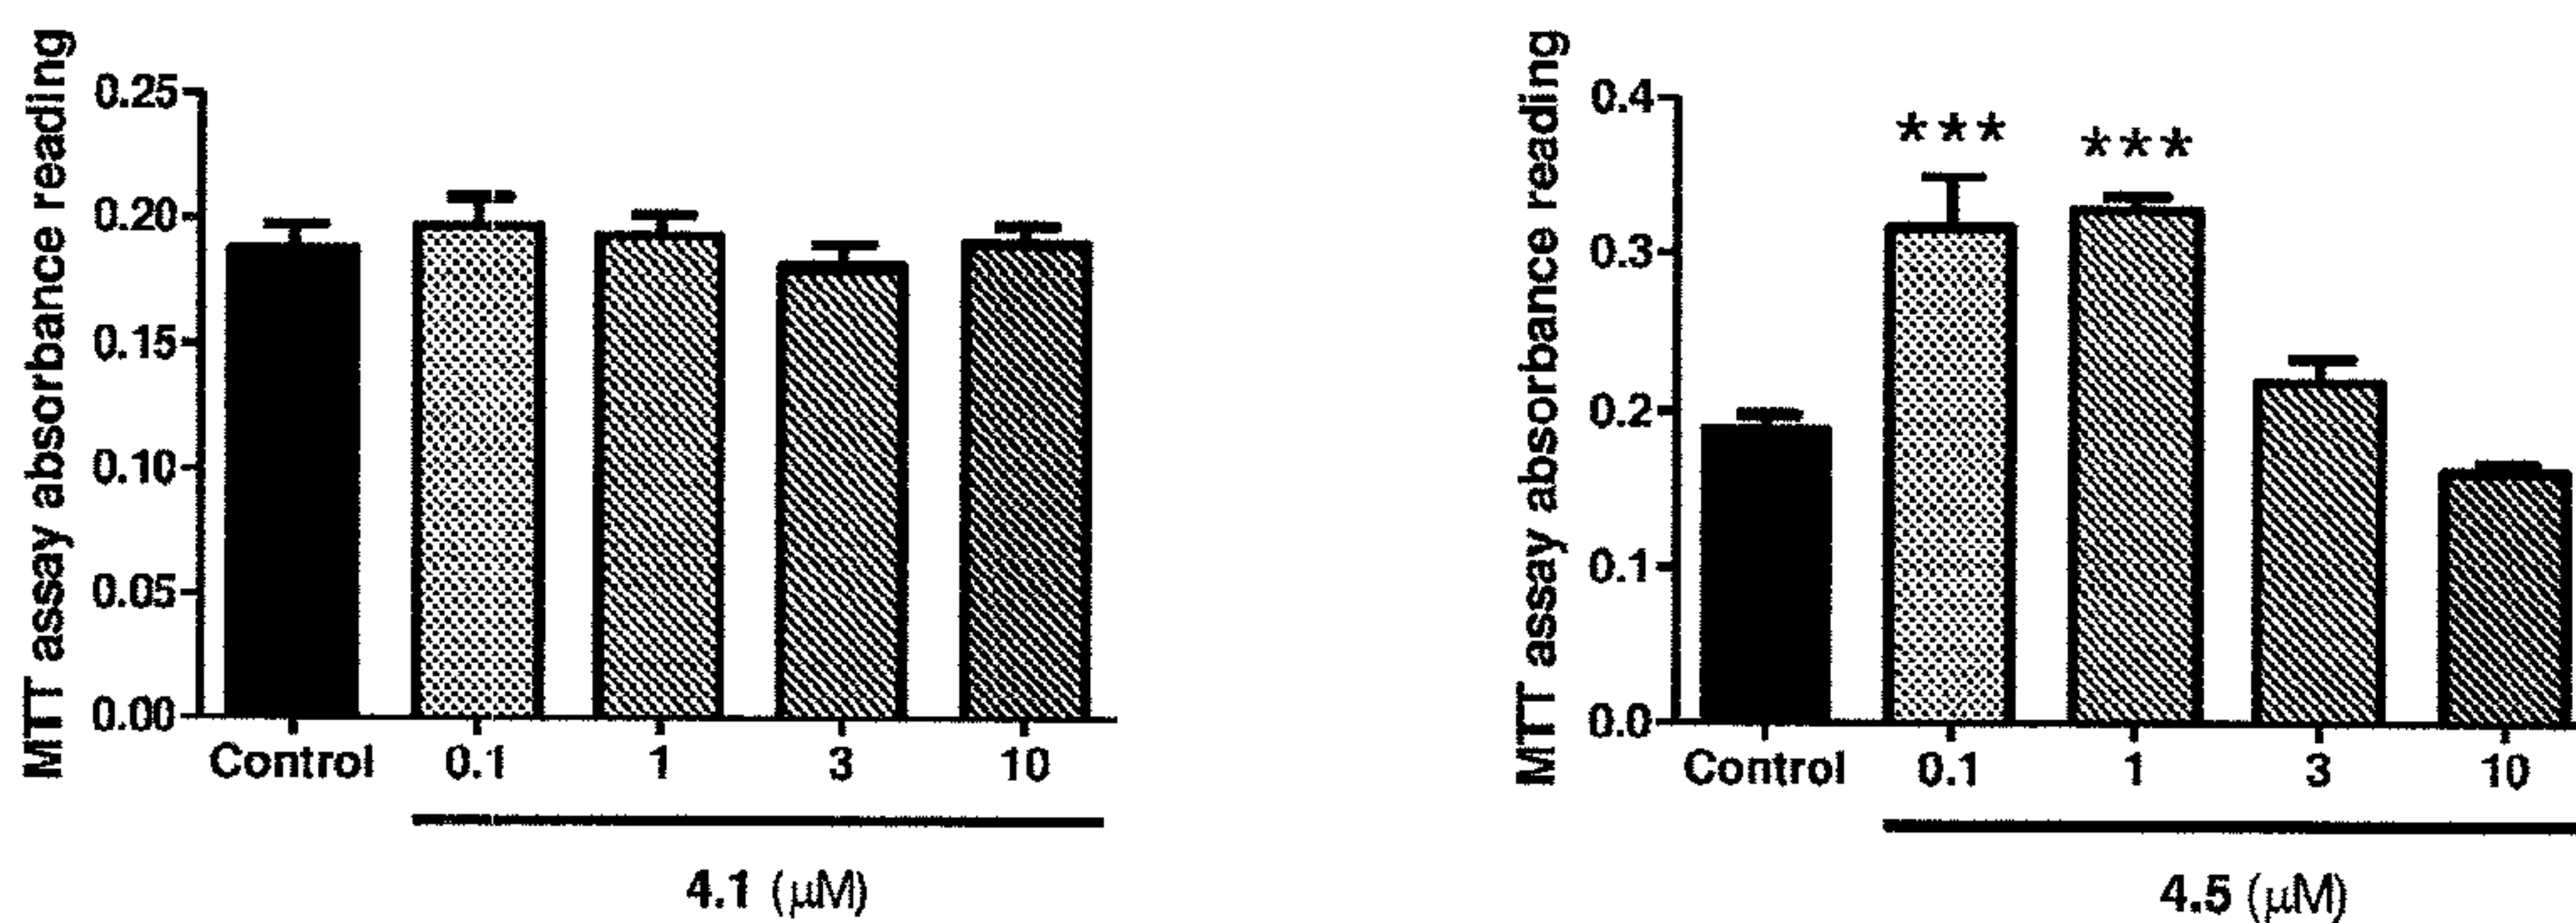 MTT assay absorbance reading
0.25
0.20
0.15
0.10
0.05
0.00
Control 0.1 1 3 10
4.1 (μM)
MTT assay absorbance reading
0.4
0.3
0.2
0.1
0.0
*** ***
Control 0.1 1 3 10
4.5 (μM)